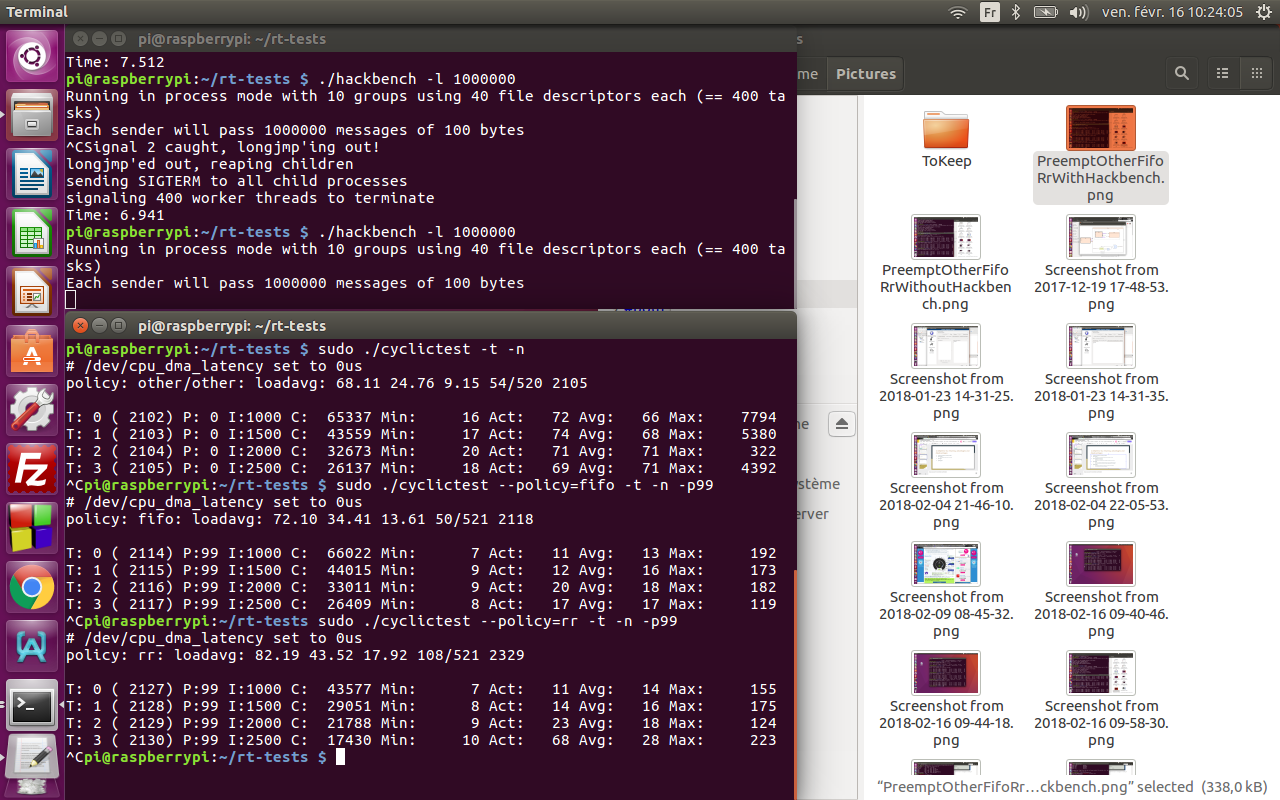 Terminal
Fr
ven. févr. 16 10:24:05
pi@raspberrypi: ~/rt-tests
Time: 7.512
pi@raspberrypi:~/rt-tests $ ./hackbench -l 1000000
Running in process mode with 10 groups using 40 file descriptors each (== 400 ta
sks)
Each sender will pass 1000000 messages of 100 bytes
^CSignal 2 caught, longjmp'ing out!
longjmp'ed out, reaping children
sending SIGTERM to all child processes
signaling 400 worker threads to terminate
Time: 6.941
pi@raspberrypi:~/rt-tests $ ./hackbench -l 1000000
Running in process mode with 10 groups using 40 file descriptors each (== 400 ta
sks)
Each sender will pass 1000000 messages of 100 bytes
pi@raspberrypi: ~/rt-tests
pi@raspberrypi:~/rt-tests $ sudo ./cyclictest -t -n
# /dev/cpu_dma_latency set to 0us
policy: other/other: loadavg: 68.11 24.76 9.15 54/520 2105
T: 0 ( 2102) P: 0 I:1000 C:  65337 Min:     16 Act:   72 Avg:   66 Max:    7794
T: 1 ( 2103) P: 0 I:1500 C:  43559 Min:     17 Act:   74 Avg:   68 Max:    5380
T: 2 ( 2104) P: 0 I:2000 C:  32673 Min:     20 Act:   71 Avg:   71 Max:     322
T: 3 ( 2105) P: 0 I:2500 C:  26137 Min:     18 Act:   69 Avg:   71 Max:    4392
^Cpi@raspberrypi:~/rt-tests $ sudo ./cyclictest --policy=fifo -t -n -p99
# /dev/cpu_dma_latency set to 0us
policy: fifo: loadavg: 72.10 34.41 13.61 50/521 2118
T: 0 ( 2114) P:99 I:1000 C:  66022 Min:      7 Act:   11 Avg:   13 Max:     192
T: 1 ( 2115) P:99 I:1500 C:  44015 Min:      9 Act:   12 Avg:   16 Max:     173
T: 2 ( 2116) P:99 I:2000 C:  33011 Min:      9 Act:   20 Avg:   18 Max:     182
T: 3 ( 2117) P:99 I:2500 C:  26409 Min:      8 Act:   17 Avg:   17 Max:     119
^Cpi@raspberrypi:~/rt-tests sudo ./cyclictest --policy=rr -t -n -p99
# /dev/cpu_dma_latency set to 0us
policy: rr: loadavg: 82.19 43.52 17.92 108/521 2329
T: 0 ( 2127) P:99 I:1000 C:  43577 Min:      7 Act:   11 Avg:   14 Max:     155
T: 1 ( 2128) P:99 I:1500 C:  29051 Min:      8 Act:   14 Avg:   16 Max:     175
T: 2 ( 2129) P:99 I:2000 C:  21788 Min:      9 Act:   23 Avg:   18 Max:     124
T: 3 ( 2130) P:99 I:2500 C:  17430 Min:     10 Act:   68 Avg:   28 Max:     223
^Cpi@raspberrypi:~/rt-tests $
s
me
Pictures
ne
stème
erver
ToKeep
PreemptOtherFifo
RrWithHackbench.
png
PreemptOtherFifo
RrWithoutHackben
ch.png
Screenshot from
2017-12-19 17-48-53.
png
Screenshot from
2018-01-23 14-31-25.
png
Screenshot from
2018-01-23 14-31-35.
png
Screenshot from
2018-02-04 21-46-10.
png
Screenshot from
2018-02-04 22-05-53.
png
Screenshot from
2018-02-09 08-45-32.
png
Screenshot from
2018-02-16 09-40-46.
png
Screenshot from
2018-02-16 09-44-18.
png
Screenshot from
2018-02-16 09-58-30.
png
“PreemptOtherFifoRr…ckbench.png” selected (338,0 kB)